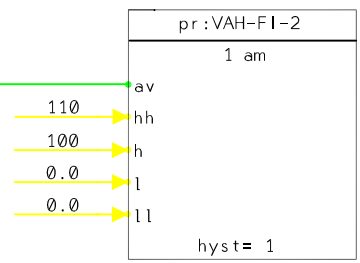 pr:VAH-FI-2
1 am
av
110 hh
100 h
0.0 l
0.0 ll
hyst= 1